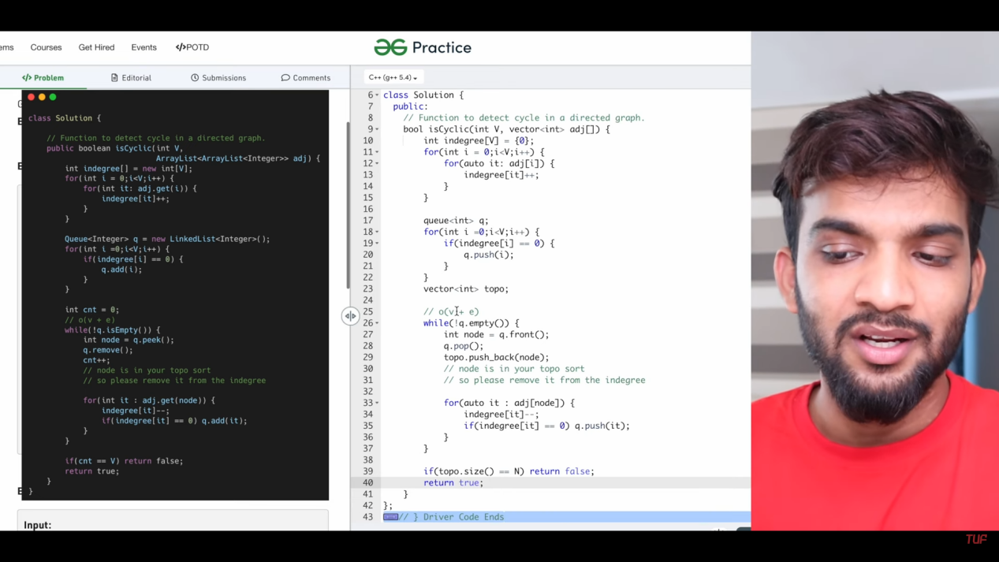 ems Courses Get Hired Events </>POTD
Practice
</> Problem Editorial Submissions Comments
C++ (g++ 5.4)
class Solution {
// Function to detect cycle in a directed graph.
public boolean isCyclic(int V,
ArrayList<ArrayList<Integer>> adj) {
int indegree[] = new int[V];
for(int i = 0;i<V;i++) {
for(int it: adj.get(i)) {
indegree[it]++;
}
}
Queue<Integer> q = new LinkedList<Integer>();
for(int i =0;i<V;i++) {
if(indegree[i] == 0) {
q.add(i);
}
}
int cnt = 0;
// o(v + e)
while(!q.isEmpty()) {
int node = q.peek();
q.remove();
cnt++;
// node is in your topo sort
// so please remove it from the indegree
for(int it : adj.get(node)) {
indegree[it]--;
if(indegree[it] == 0) q.add(it);
}
}
if(cnt == V) return false;
return true;
}
}
Input:
6 class Solution {
7 public:
8 // Function to detect cycle in a directed graph.
9 bool isCyclic(int V, vector<int> adj[]) {
10 int indegree[V] = {0};
11 for(int i = 0;i<V;i++) {
12 for(auto it: adj[i]) {
13 indegree[it]++;
14 }
15 }
16
17 queue<int> q;
18 for(int i =0;i<V;i++) {
19 if(indegree[i] == 0) {
20 q.push(i);
21 }
22 }
23 vector<int> topo;
24
25 // o(v + e)
26 while(!q.empty()) {
27 int node = q.front();
28 q.pop();
29 topo.push_back(node);
30 // node is in your topo sort
31 // so please remove it from the indegree
32
33 for(auto it : adj[node]) {
34 indegree[it]--;
35 if(indegree[it] == 0) q.push(it);
36 }
37 }
38
39 if(topo.size() == N) return false;
40 return true;
41 }
42 };
43 // } Driver Code Ends
TUF